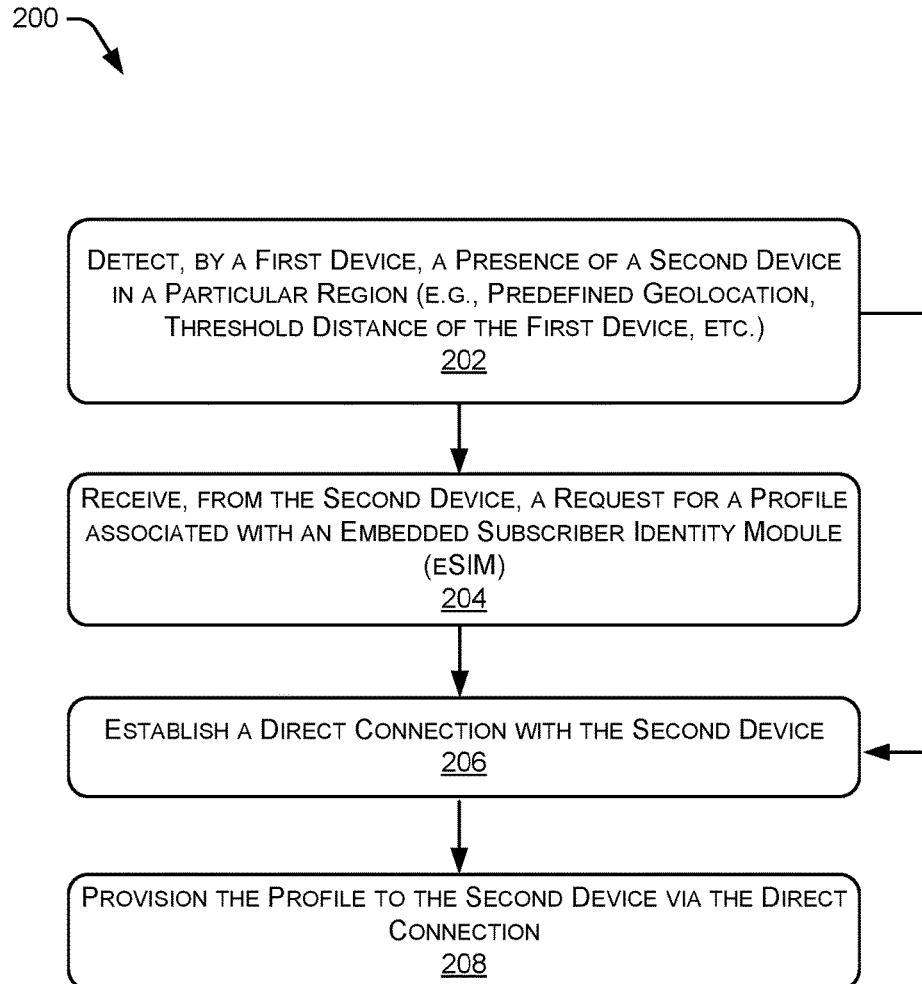 200
DETECT, BY A FIRST DEVICE, A PRESENCE OF A SECOND DEVICE
IN A PARTICULAR REGION (E.G., PREDEFINED GEOLOCATION,
THRESHOLD DISTANCE OF THE FIRST DEVICE, ETC.)
202
RECEIVE, FROM THE SECOND DEVICE, A REQUEST FOR A PROFILE
ASSOCIATED WITH AN EMBEDDED SUBSCRIBER IDENTITY MODULE
(ESIM)
204
ESTABLISH A DIRECT CONNECTION WITH THE SECOND DEVICE
206
PROVISION THE PROFILE TO THE SECOND DEVICE VIA THE DIRECT
CONNECTION
208